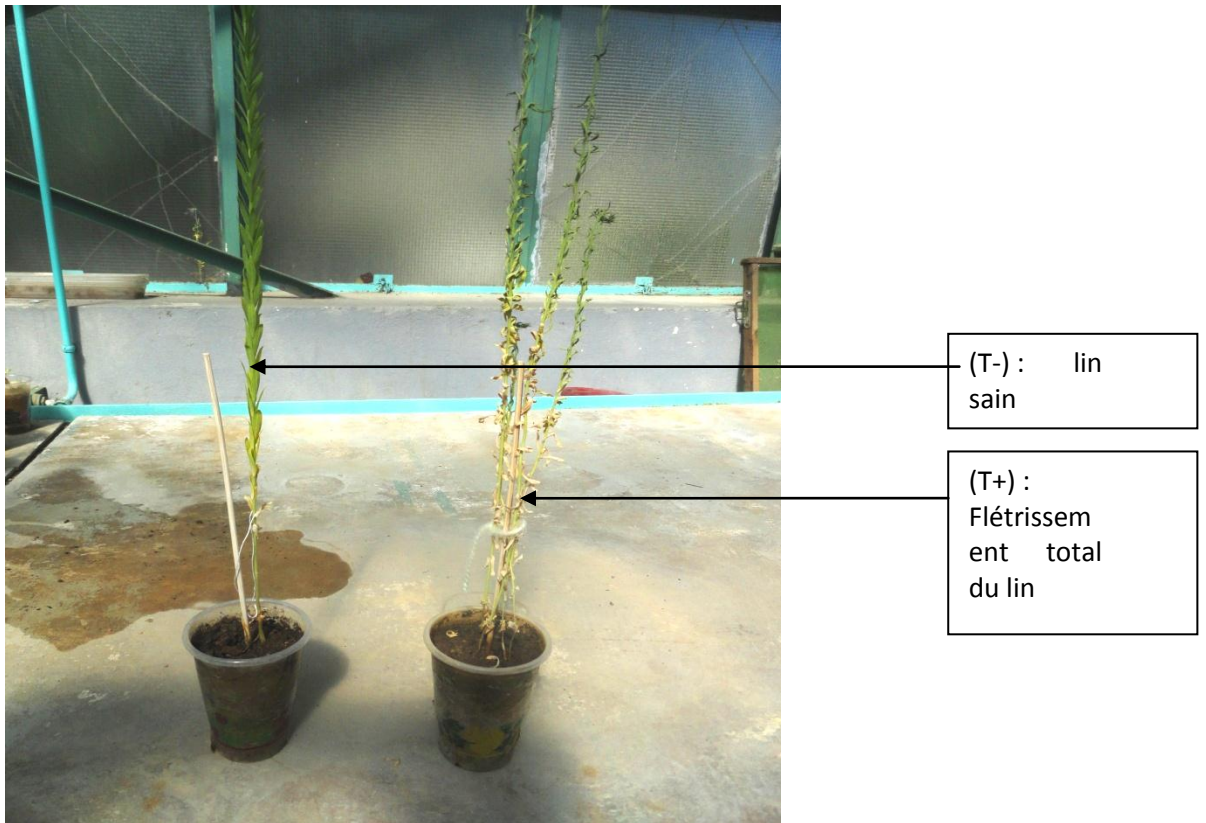 (T-) : lin
sain
(T+) :
Flétrissem
ent total
du lin